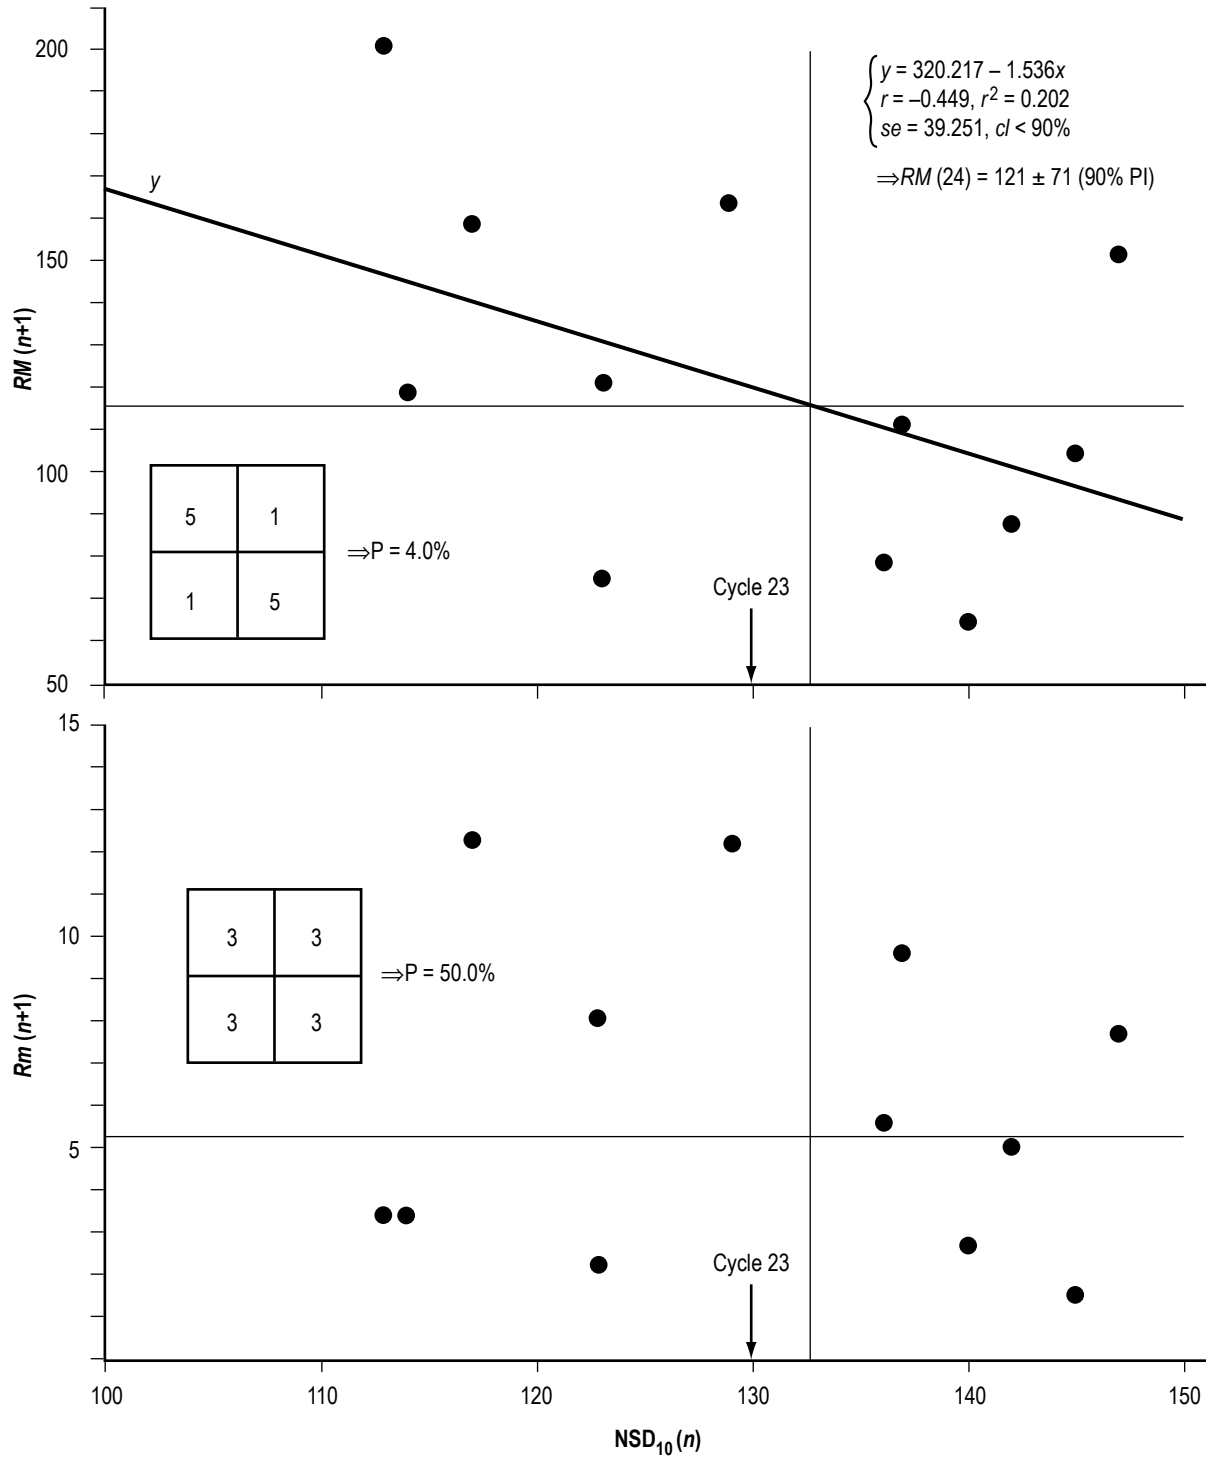 200
150
100
50
RM (n+1)
y
y = 320.217 – 1.536x
r = –0.449, r² = 0.202
se = 39.251, cl < 90%
⇒RM (24) = 121 ± 71 (90% PI)
5 1
⇒P = 4.0%
1 5
Cycle 23
15
10
5
Rm (n+1)
3 3
⇒P = 50.0%
3 3
Cycle 23
100 110 120 130 140 150
NSD₁₀ (n)